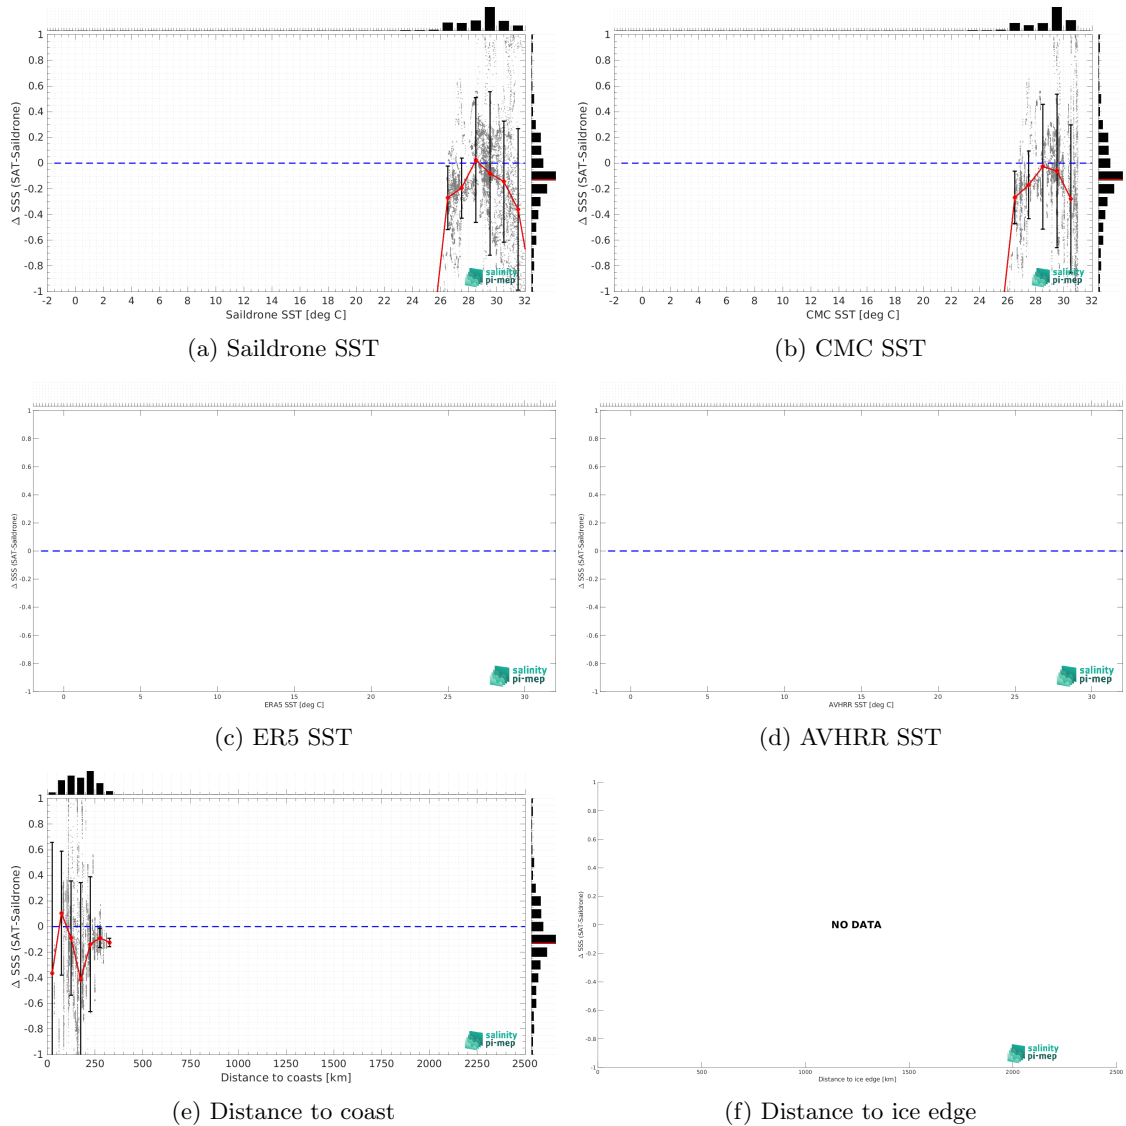 1
0.8
0.6
0.4
0.2
0
-0.2
-0.4
-0.6
-0.8
-1
Δ SSS (SAT-Saildrone)
salinity
pi-mep
-2 0 2 4 6 8 10 12 14 16 18 20 22 24 26 28 30 32
Saildrone SST [deg C]
(a) Saildrone SST
1
0.8
0.6
0.4
0.2
0
-0.2
-0.4
-0.6
-0.8
-1
Δ SSS (SAT-Saildrone)
salinity
pi-mep
-2 0 2 4 6 8 10 12 14 16 18 20 22 24 26 28 30 32
CMC SST [deg C]
(b) CMC SST
1
0.8
0.6
0.4
0.2
0
-0.2
-0.4
-0.6
-0.8
-1
Δ SSS (SAT-Saildrone)
salinity
pi-mep
0 5 10 15 20 25 30
ERA5 SST [deg C]
(c) ER5 SST
1
0.8
0.6
0.4
0.2
0
-0.2
-0.4
-0.6
-0.8
-1
Δ SSS (SAT-Saildrone)
salinity
pi-mep
0 5 10 15 20 25 30
AVHRR SST [deg C]
(d) AVHRR SST
1
0.8
0.6
0.4
0.2
0
-0.2
-0.4
-0.6
-0.8
-1
Δ SSS (SAT-Saildrone)
salinity
pi-mep
0 250 500 750 1000 1250 1500 1750 2000 2250 2500
Distance to coasts [km]
(e) Distance to coast
1
0.8
0.6
0.4
0.2
0
-0.2
-0.4
-0.6
-0.8
-1
Δ SSS (SAT-Saildrone)
NO DATA
salinity
pi-mep
0 500 1000 1500 2000 2500
Distance to ice edge [km]
(f) Distance to ice edge